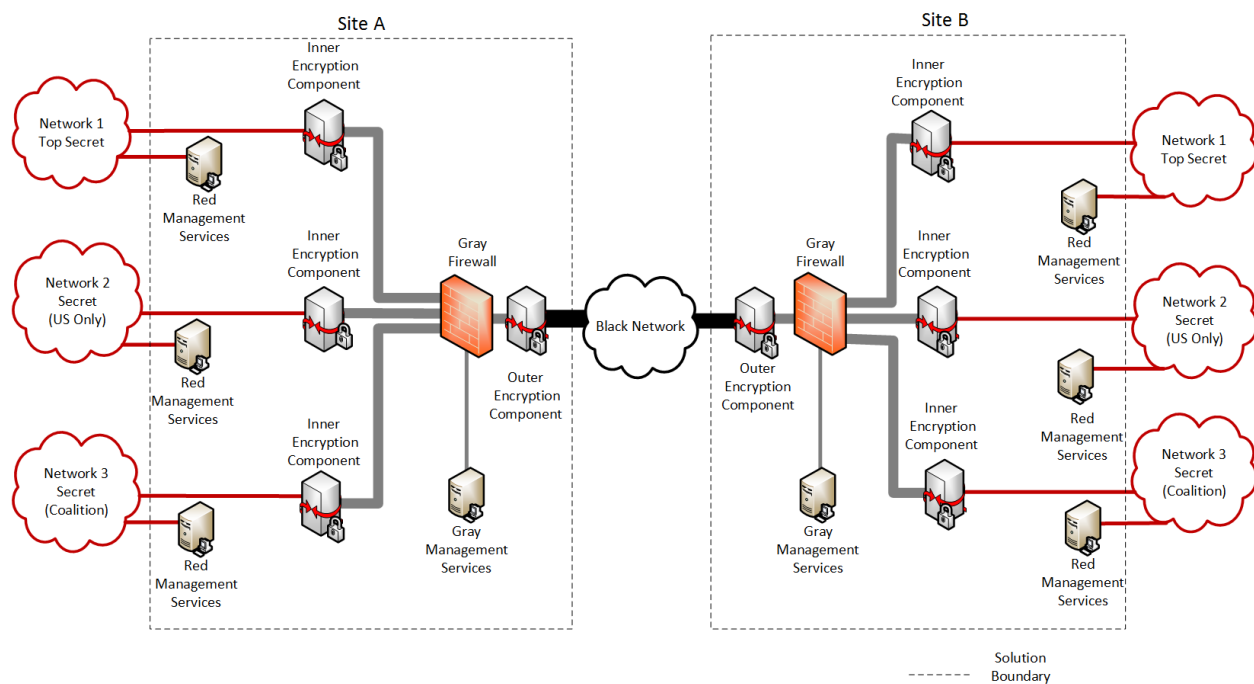 Site A
Site B
Inner
Encryption
Component
Network 1
Top Secret
Red
Management
Services
Inner
Encryption
Component
Network 2
Secret
(US Only)
Red
Management
Services
Inner
Encryption
Component
Network 3
Secret
(Coalition)
Red
Management
Services
Gray
Firewall
Outer
Encryption
Component
Gray
Management
Services
Black Network
Outer
Encryption
Component
Gray
Firewall
Gray
Management
Services
Inner
Encryption
Component
Network 1
Top Secret
Red
Management
Services
Inner
Encryption
Component
Network 2
Secret
(US Only)
Red
Management
Services
Inner
Encryption
Component
Network 3
Secret
(Coalition)
Red
Management
Services
Solution
Boundary